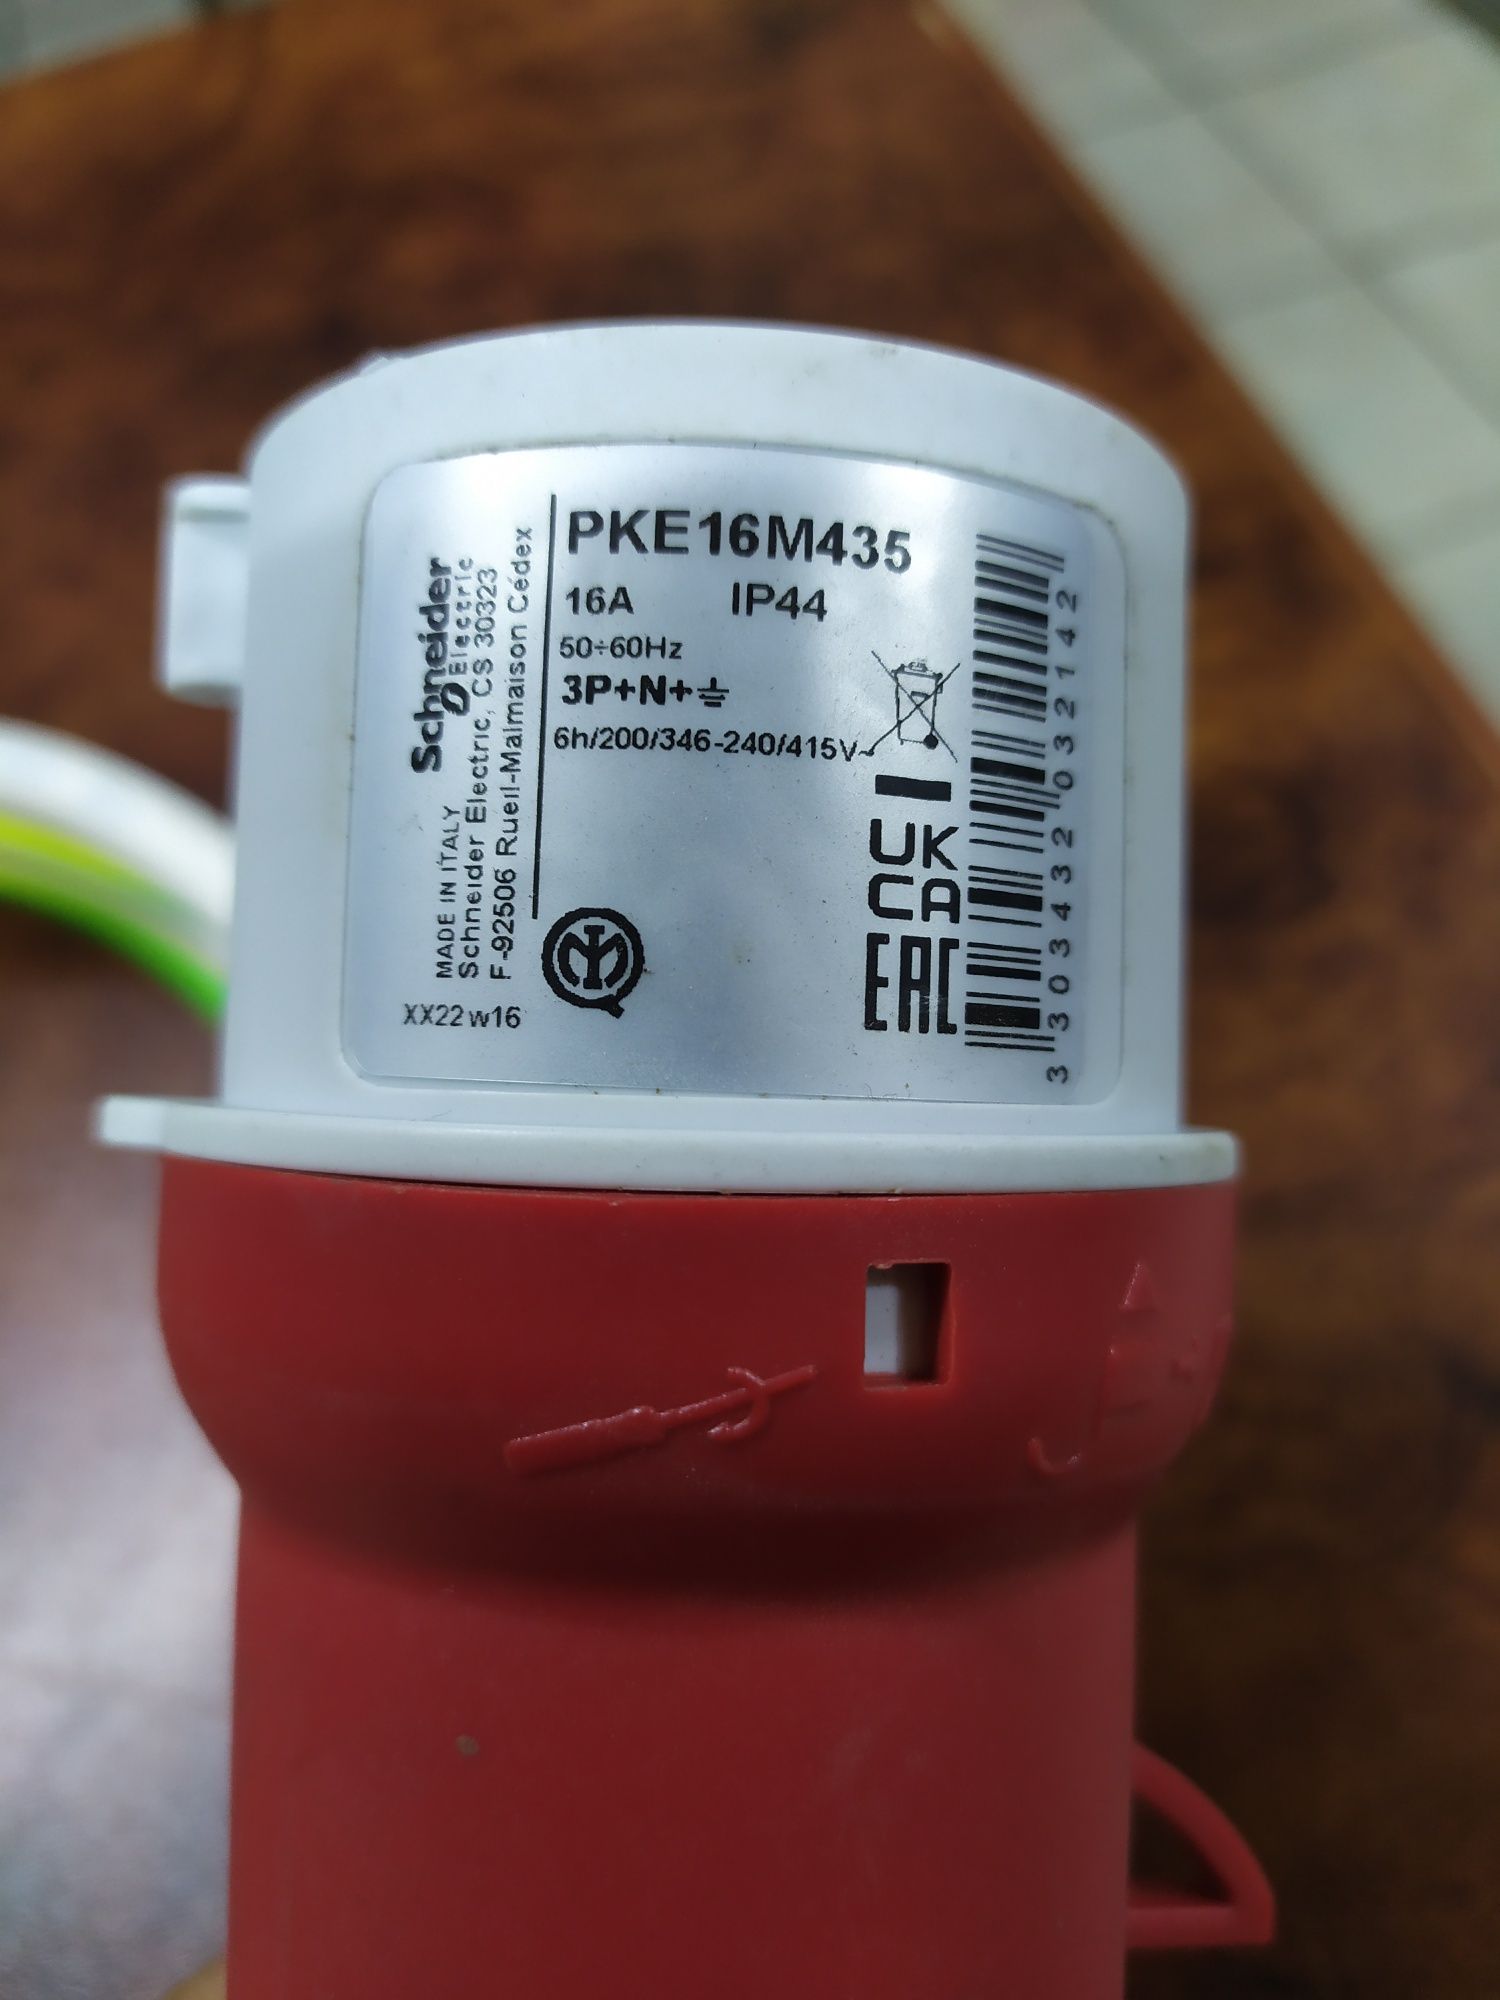 PKE16M435
16A IP44
50÷60Hz
3P+N+⏚
6h/200/346-240/415V~
Schneider
Electric
MADE IN ITALY
Schneider Electric, CS 30323
F-92506 Rueil-Malmaison Cédex
XX22 w16
UK
CA
EAC
3 303432 032142